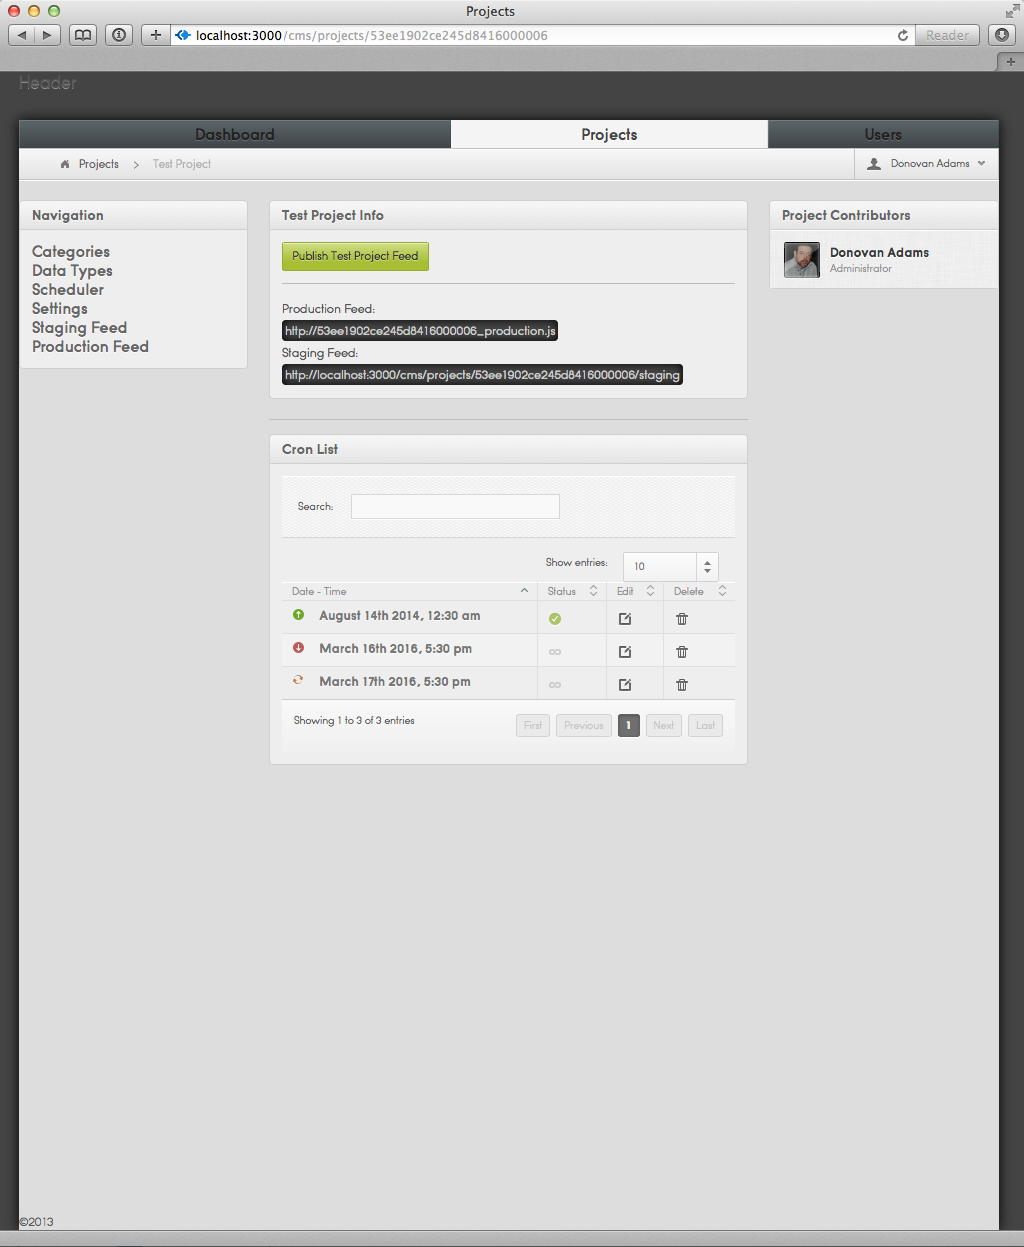 Projects
localhost:3000/cms/projects/53ee1902ce245d8416000006
Reader
Header
Dashboard Projects Users
Projects > Test Project Donovan Adams
Navigation
Categories
Data Types
Scheduler
Settings
Staging Feed
Production Feed
Test Project Info
Publish Test Project Feed
Production Feed:
http://53ee1902ce245d8416000006_production.js
Staging Feed:
http://localhost:3000/cms/projects/53ee1902ce245d8416000006/staging
Project Contributors
Donovan Adams
Administrator
Cron List
Search:
Show entries: 10
Date - Time Status Edit Delete
August 14th 2014, 12:30 am
March 16th 2016, 5:30 pm
March 17th 2016, 5:30 pm
Showing 1 to 3 of 3 entries First Previous 1 Next Last
©2013